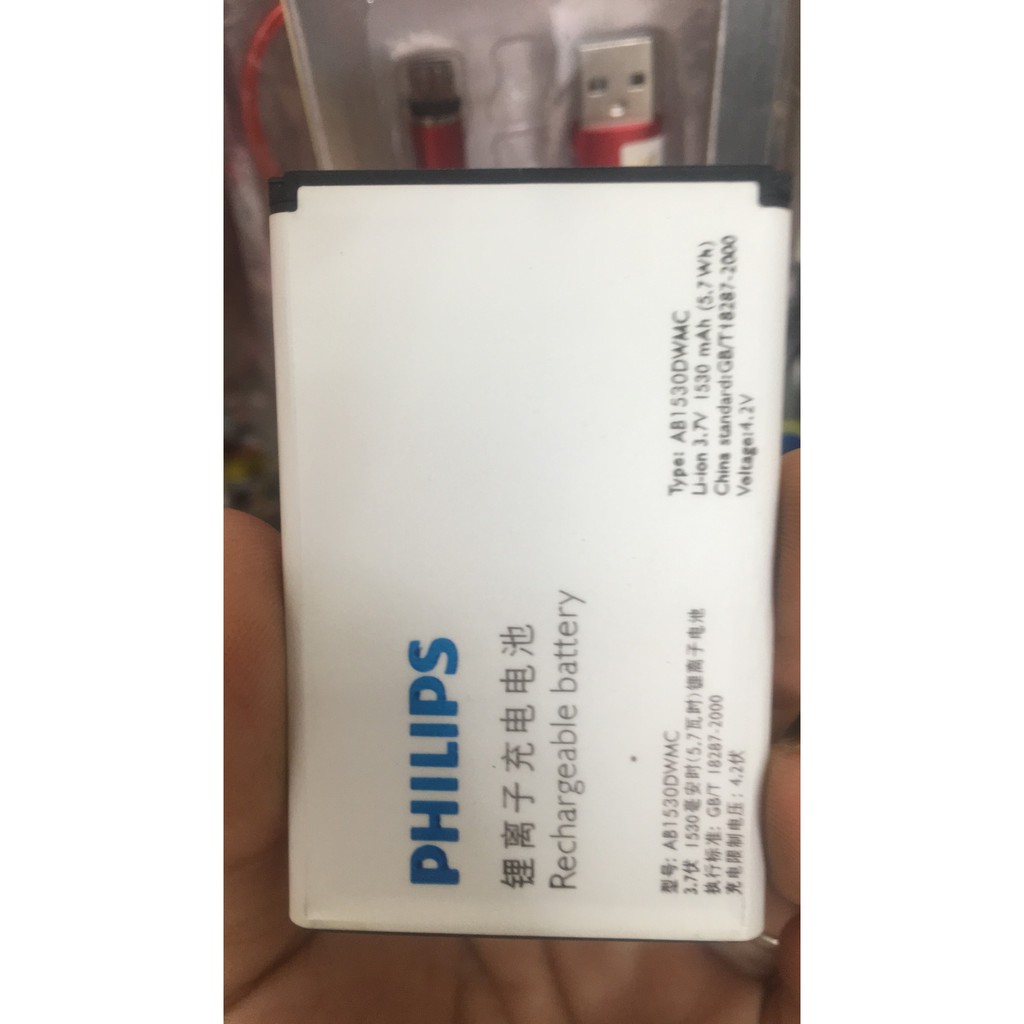 PHILIPS
锂离子充电电池
Rechargeable battery
型号: AB1530DWMC
3.7伏 1530毫安时(5.7瓦时)锂离子电池
执行标准: GB/T 18287-2000
充电限制电压: 4.2伏
Type: AB1530DWMC
Li-ion 3.7V 1530 mAh (5.7Wh)
China standard:GB/T18287-2000
Voltage:4.2V